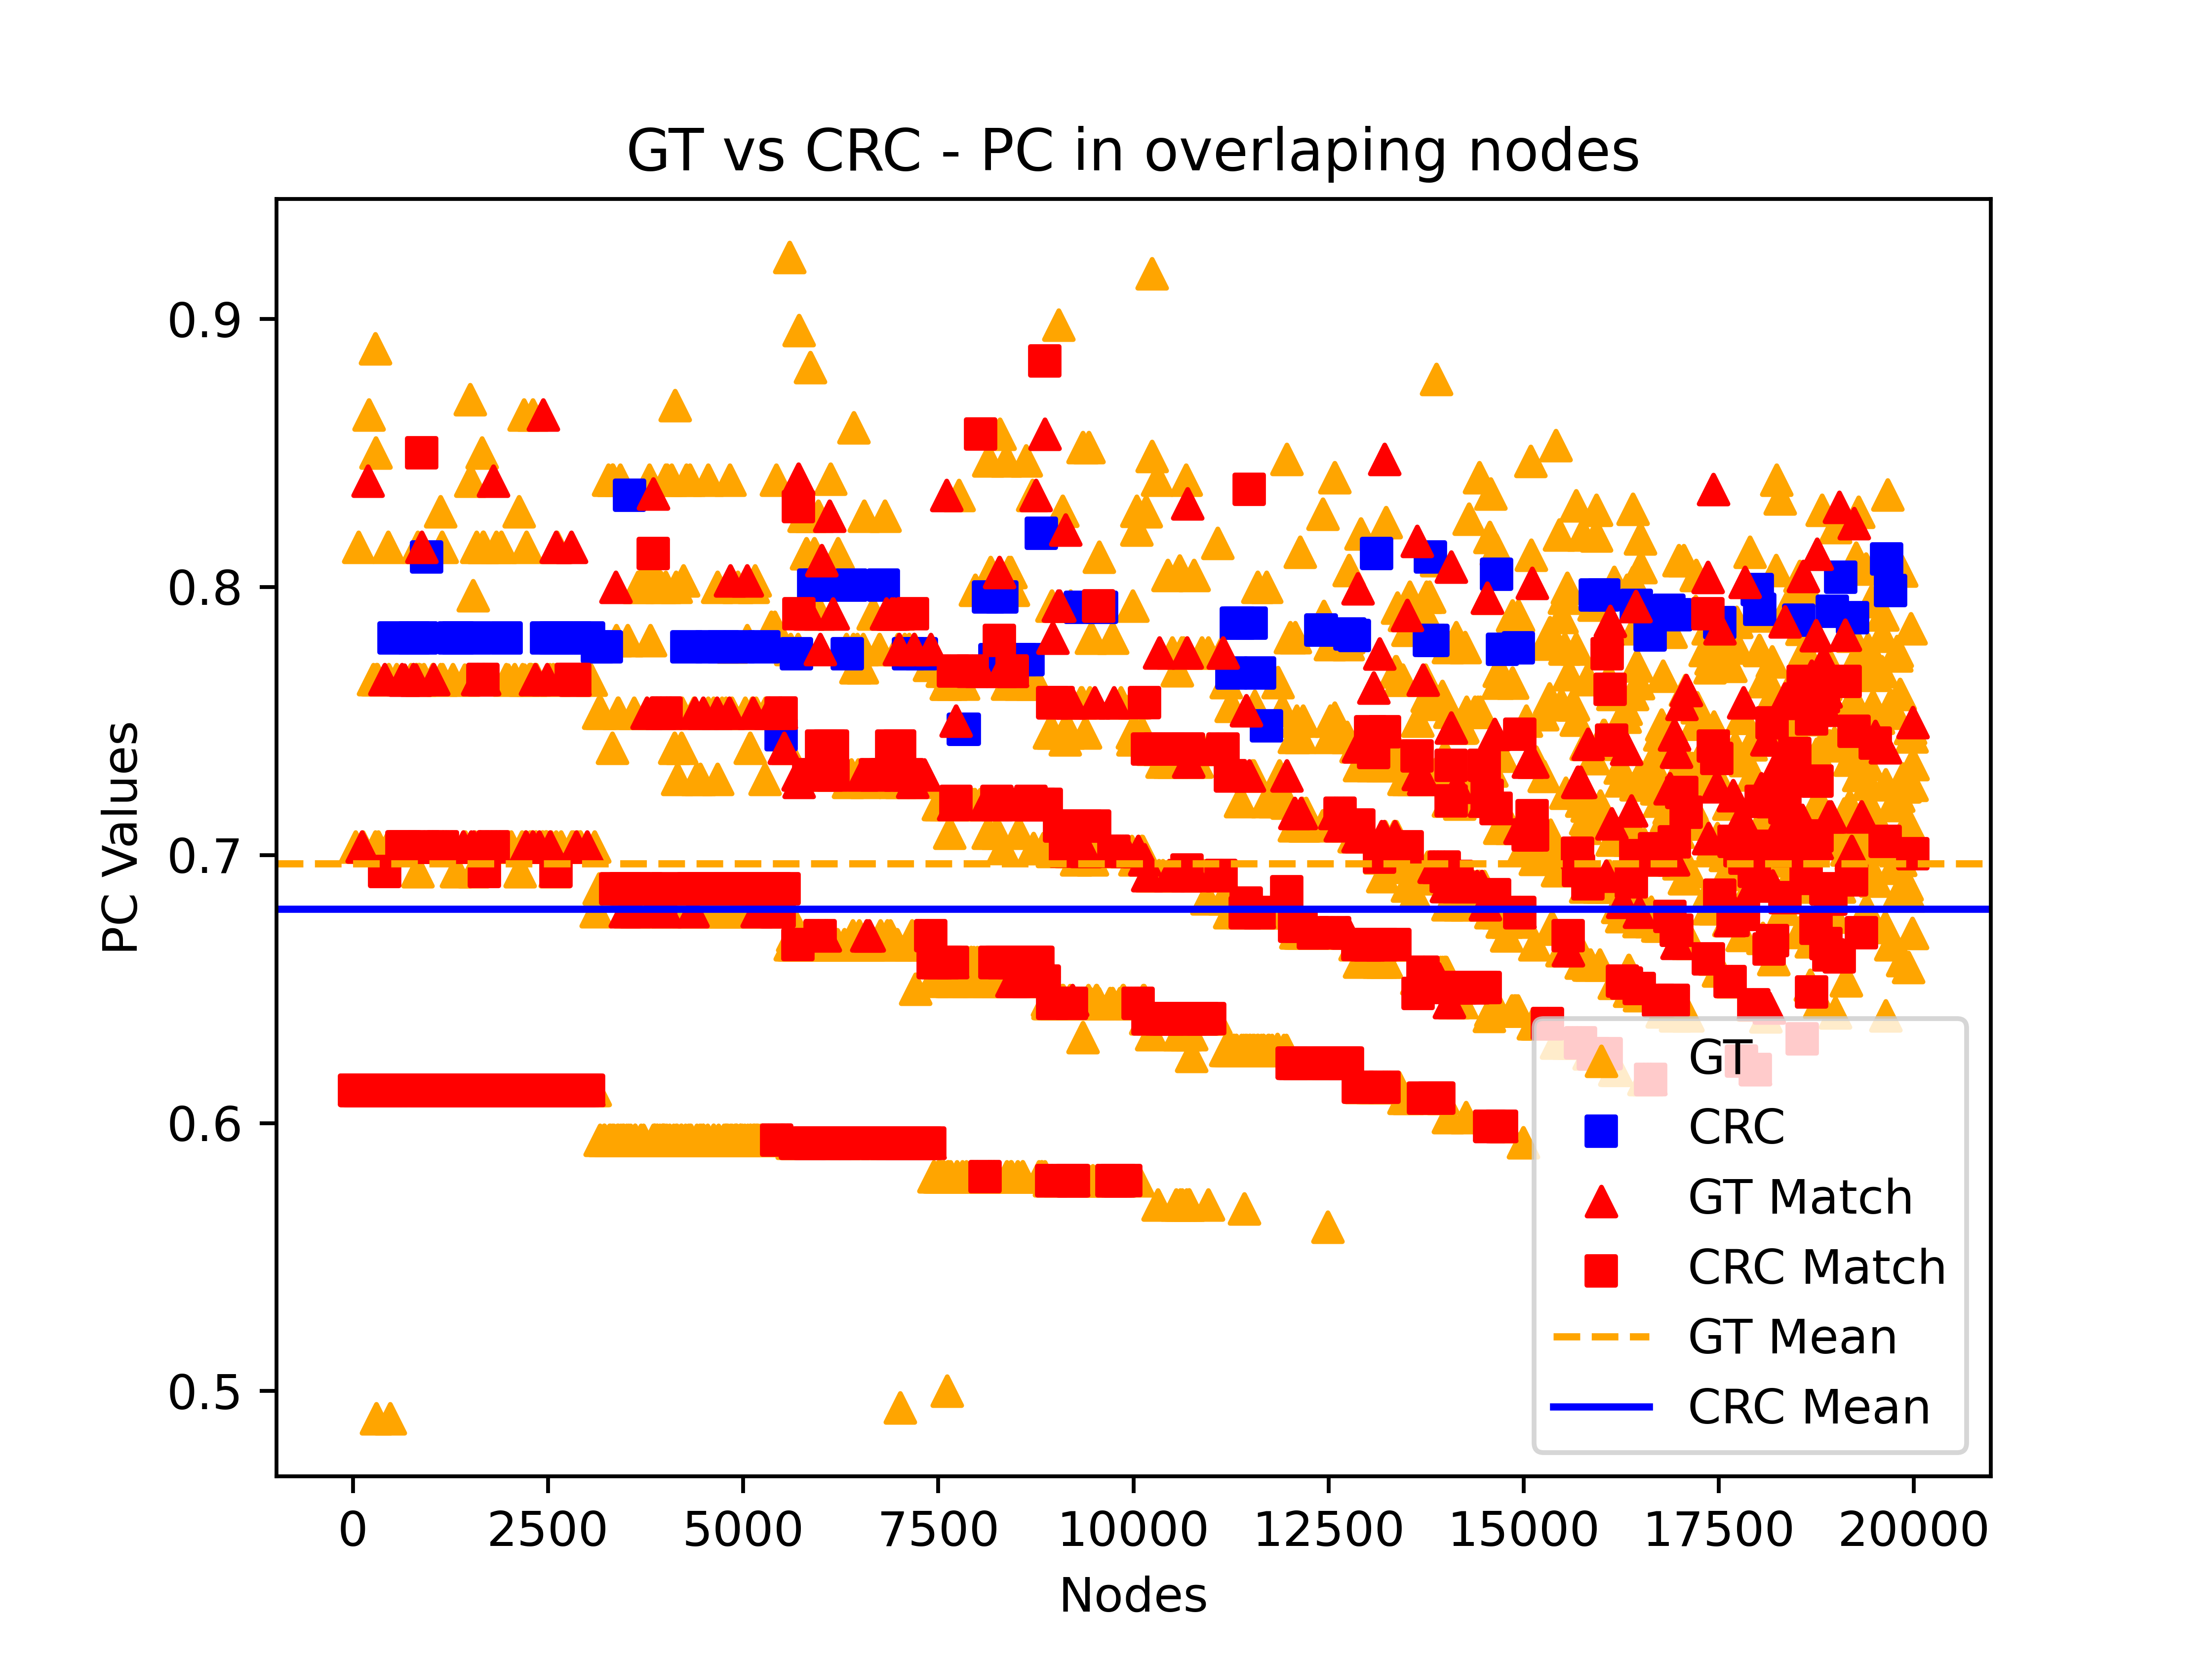 GT vs CRC - PC in overlaping nodes
PC Values
0.9
0.8
0.7
0.6
0.5
GT
CRC
GT Match
CRC Match
GT Mean
CRC Mean
0 2500 5000 7500 10000 12500 15000 17500 20000
Nodes